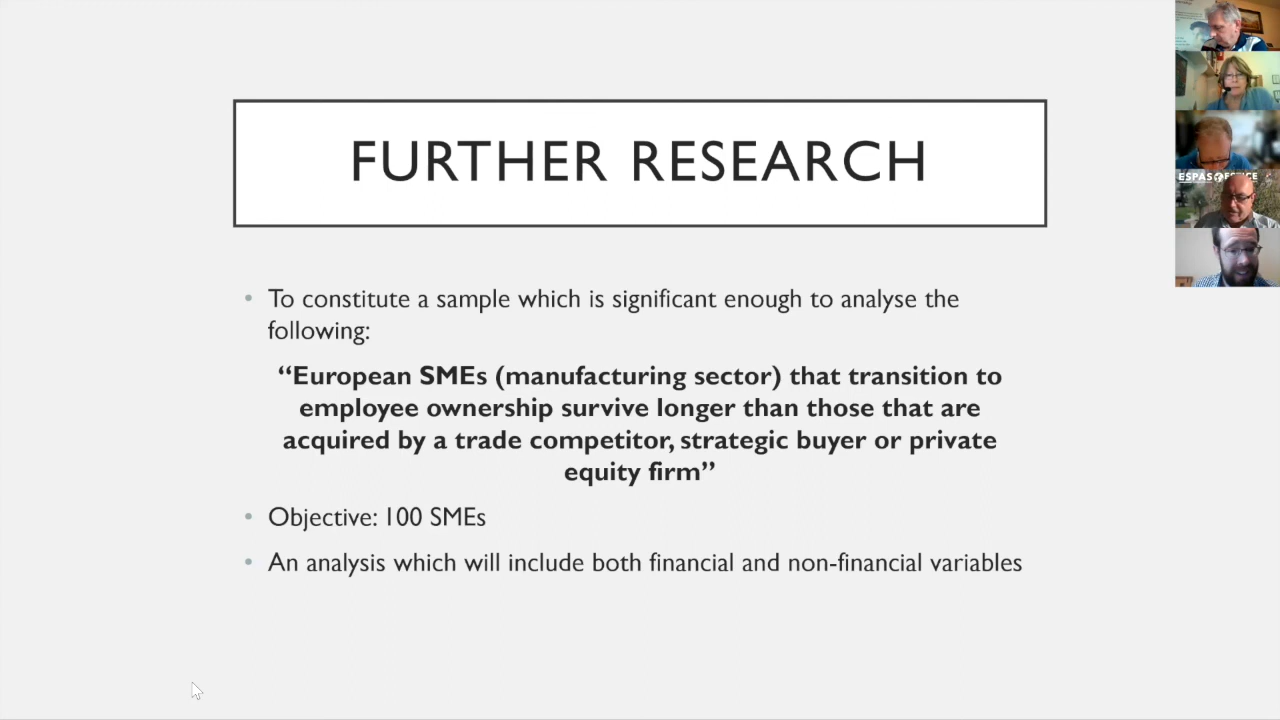 FURTHER RESEARCH
• To constitute a sample which is significant enough to analyse the
following:
“European SMEs (manufacturing sector) that transition to
employee ownership survive longer than those that are
acquired by a trade competitor, strategic buyer or private
equity firm”
• Objective: 100 SMEs
• An analysis which will include both financial and non-financial variables